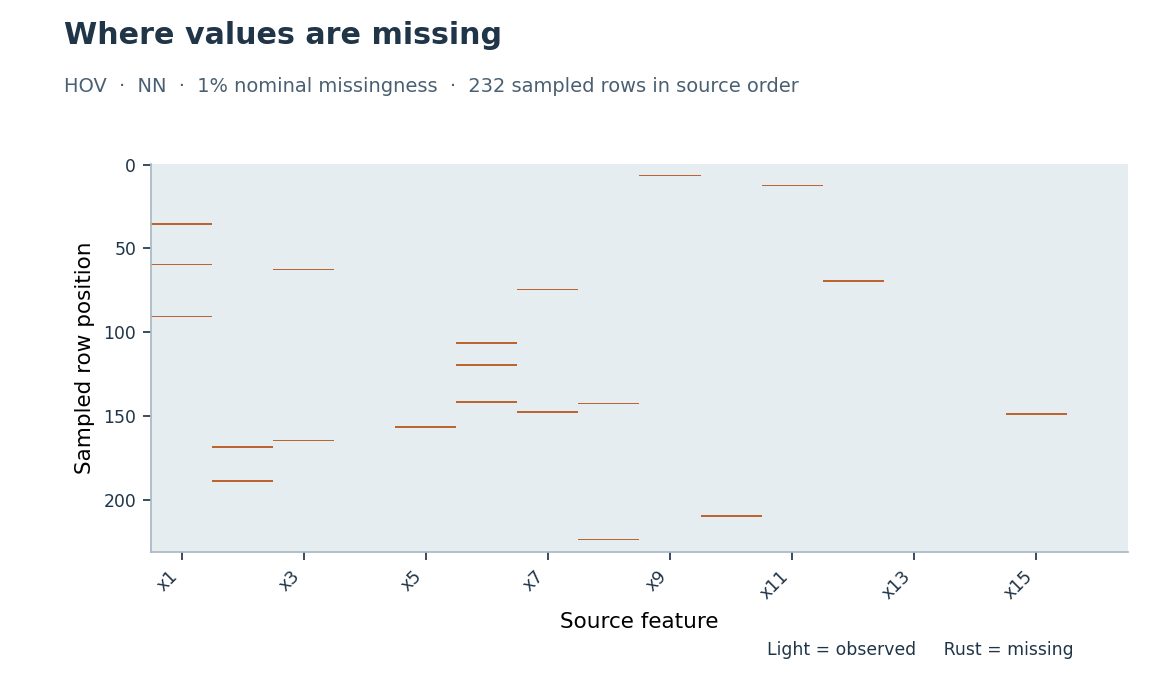 Where values are missing
HOV · NN · 1% nominal missingness · 232 sampled rows in source order
0
50
100
150
200
Sampled row position
x1 x3 x5 x7 x9 x11 x13 x15
Source feature
Light = observed Rust = missing